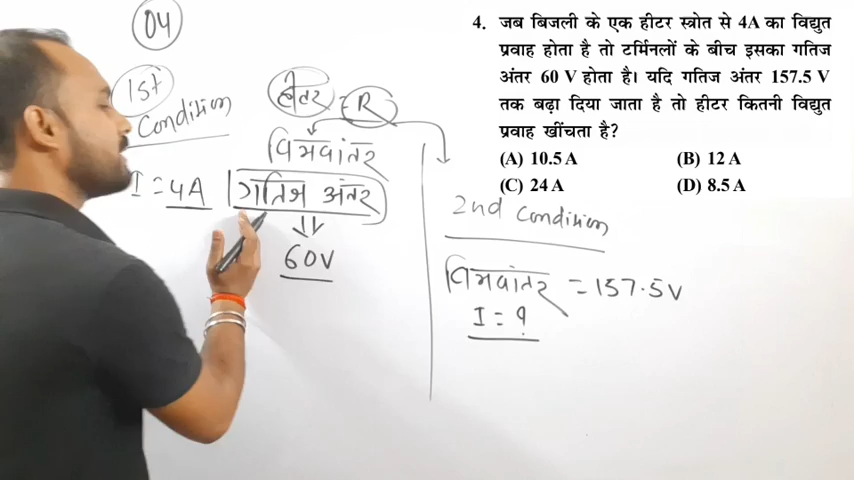 04
1st
Condition
I = 4A
हीटर = R
विभवांतर
गतिज अंतर
60V
2nd Condition
विभवांतर = 157.5V
I = ?
4. जब बिजली के एक हीटर स्त्रोत से 4A का विद्युत
प्रवाह होता है तो टर्मिनलों के बीच इसका गतिज
अंतर 60 V होता है। यदि गतिज अंतर 157.5 V
तक बढ़ा दिया जाता है तो हीटर कितनी विद्युत
प्रवाह खींचता है?
(A) 10.5 A (B) 12 A
(C) 24 A (D) 8.5 A